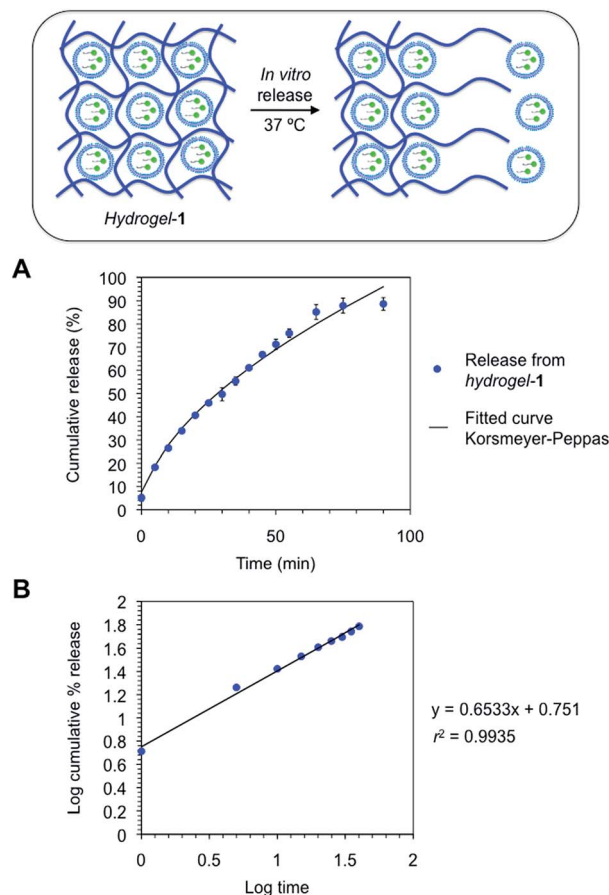 In vitro
release
37 ºC
Hydrogel-1
A
100
90
80
70
60
50
40
30
20
10
0
Cumulative release (%)
0
50
100
Time (min)
Release from
hydrogel-1
Fitted curve
Korsmeyer-Peppas
B
2
1.8
1.6
1.4
1.2
1
0.8
0.6
0.4
0.2
0
Log cumulative % release
0
0.5
1
1.5
2
Log time
y = 0.6533x + 0.751
r² = 0.9935